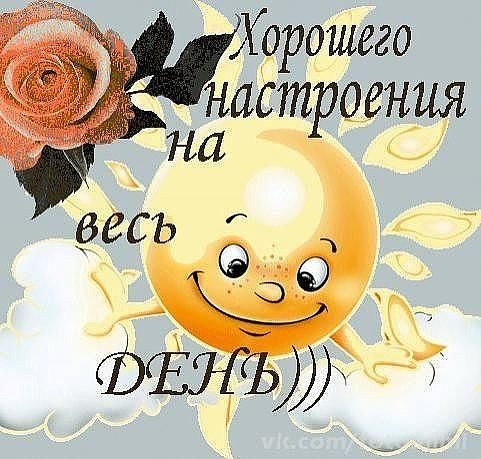 Хорошего
настроения
на
весь
ДЕНЬ)))